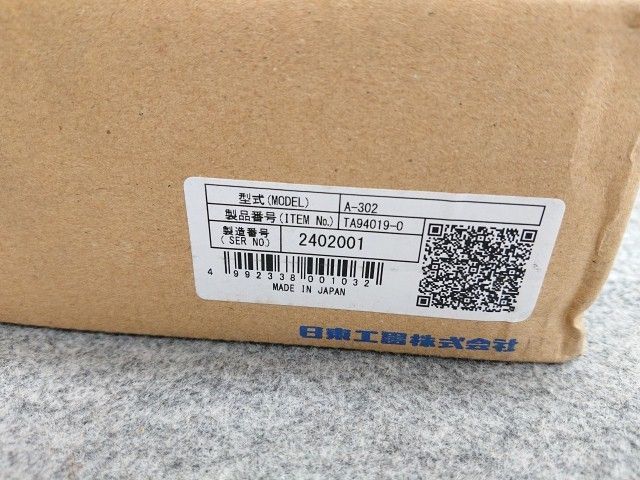 型式(MODEL) A-302
製品番号(ITEM No.) TA94019-0
製造番号
(SER NO) 2402001
4 992338 001032
MADE IN JAPAN
日東工器株式会社